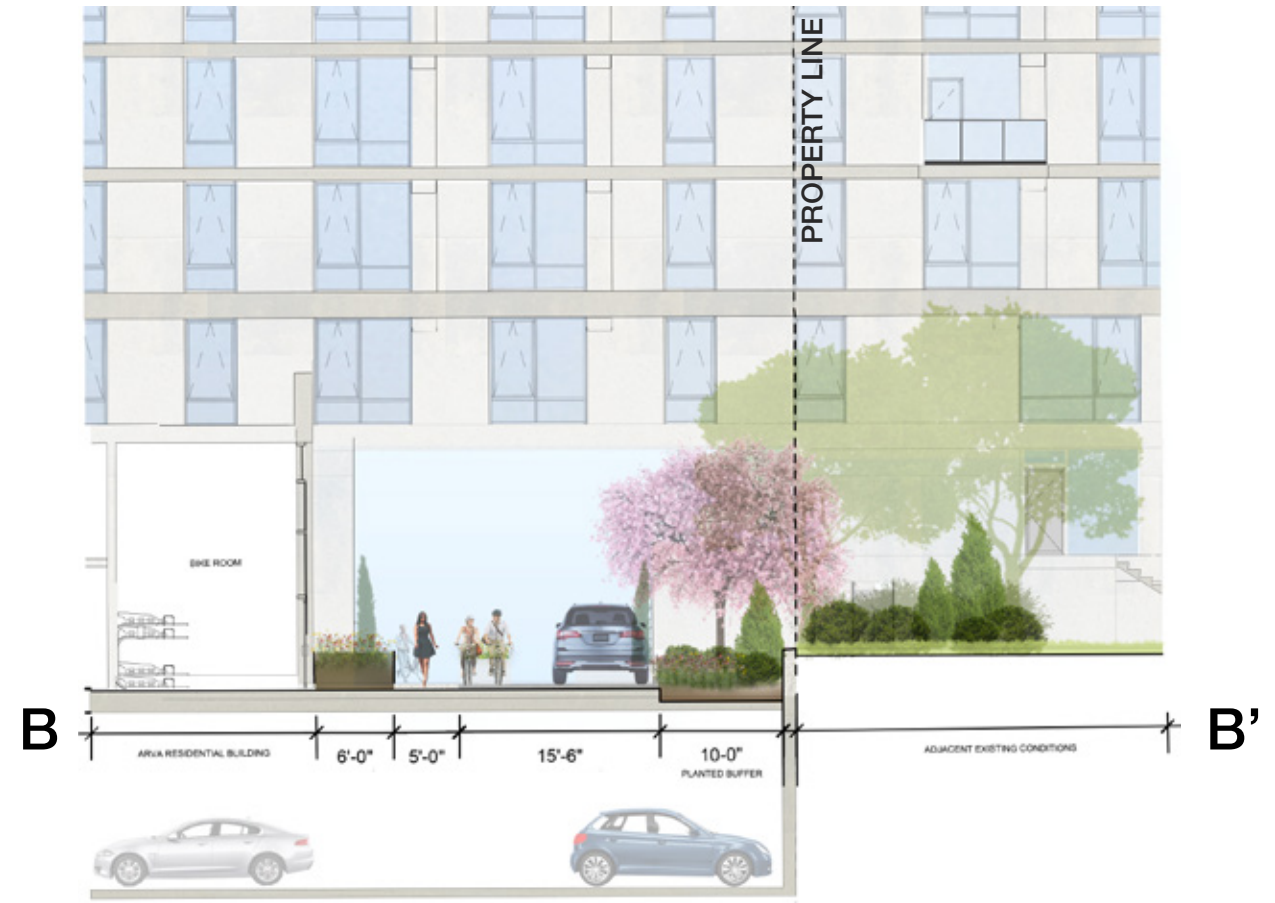 PROPERTY LINE
BIKE ROOM
B
B’
ARVA RESIDENTIAL BUILDING
6'-0"
5'-0"
15'-6"
10-0"
PLANTED BUFFER
ADJACENT EXISTING CONDITIONS